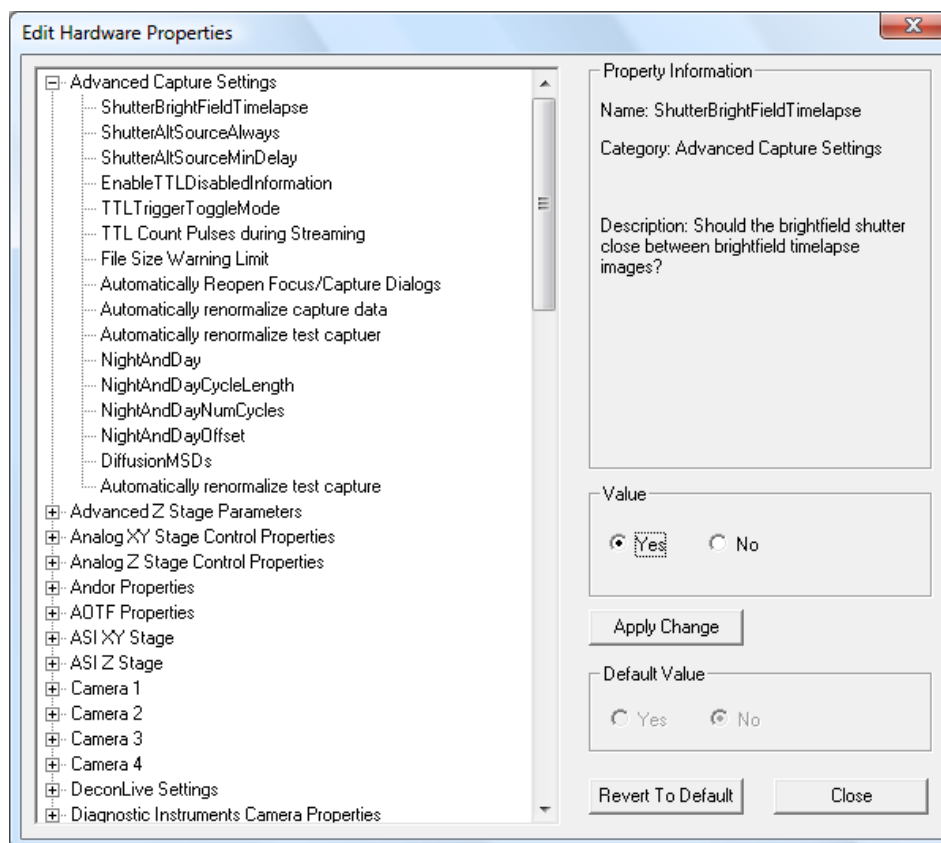 Edit Hardware Properties
Advanced Capture Settings
ShutterBrightFieldTimelapse
ShutterAltSourceAlways
ShutterAltSourceMinDelay
EnableTTLDisabledInformation
TTLTriggerToggleMode
TTL Count Pulses during Streaming
File Size Warning Limit
Automatically Reopen Focus/Capture Dialogs
Automatically renormalize capture data
Automatically renormalize test captuer
NightAndDay
NightAndDayCycleLength
NightAndDayNumCycles
NightAndDayOffset
DiffusionMSDs
Automatically renormalize test capture
Advanced Z Stage Parameters
Analog XY Stage Control Properties
Analog Z Stage Control Properties
Andor Properties
AOTF Properties
ASI XY Stage
ASI Z Stage
Camera 1
Camera 2
Camera 3
Camera 4
DeconLive Settings
Diagnostic Instruments Camera Properties
Property Information
Name: ShutterBrightFieldTimelapse
Category: Advanced Capture Settings
Description: Should the brightfield shutter
close between brightfield timelapse
images?
Value
Yes No
Apply Change
Default Value
Yes No
Revert To Default Close